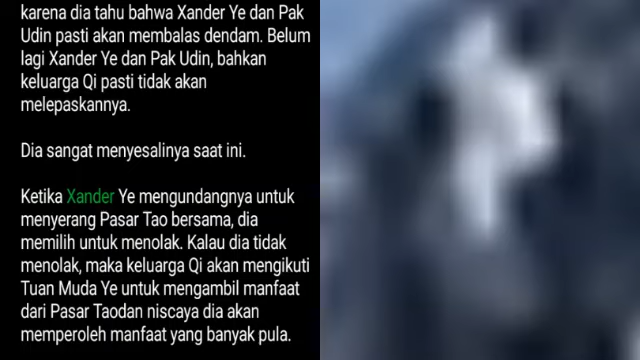 karena dia tahu bahwa Xander Ye dan Pak
Udin pasti akan membalas dendam. Belum
lagi Xander Ye dan Pak Udin, bahkan
keluarga Qi pasti tidak akan
melepaskannya.
Dia sangat menyesalinya saat ini.
Ketika Xander Ye mengundangnya untuk
menyerang Pasar Tao bersama, dia
memilih untuk menolak. Kalau dia tidak
menolak, maka keluarga Qi akan mengikuti
Tuan Muda Ye untuk mengambil manfaat
dari Pasar Taodan niscaya dia akan
memperoleh manfaat yang banyak pula.